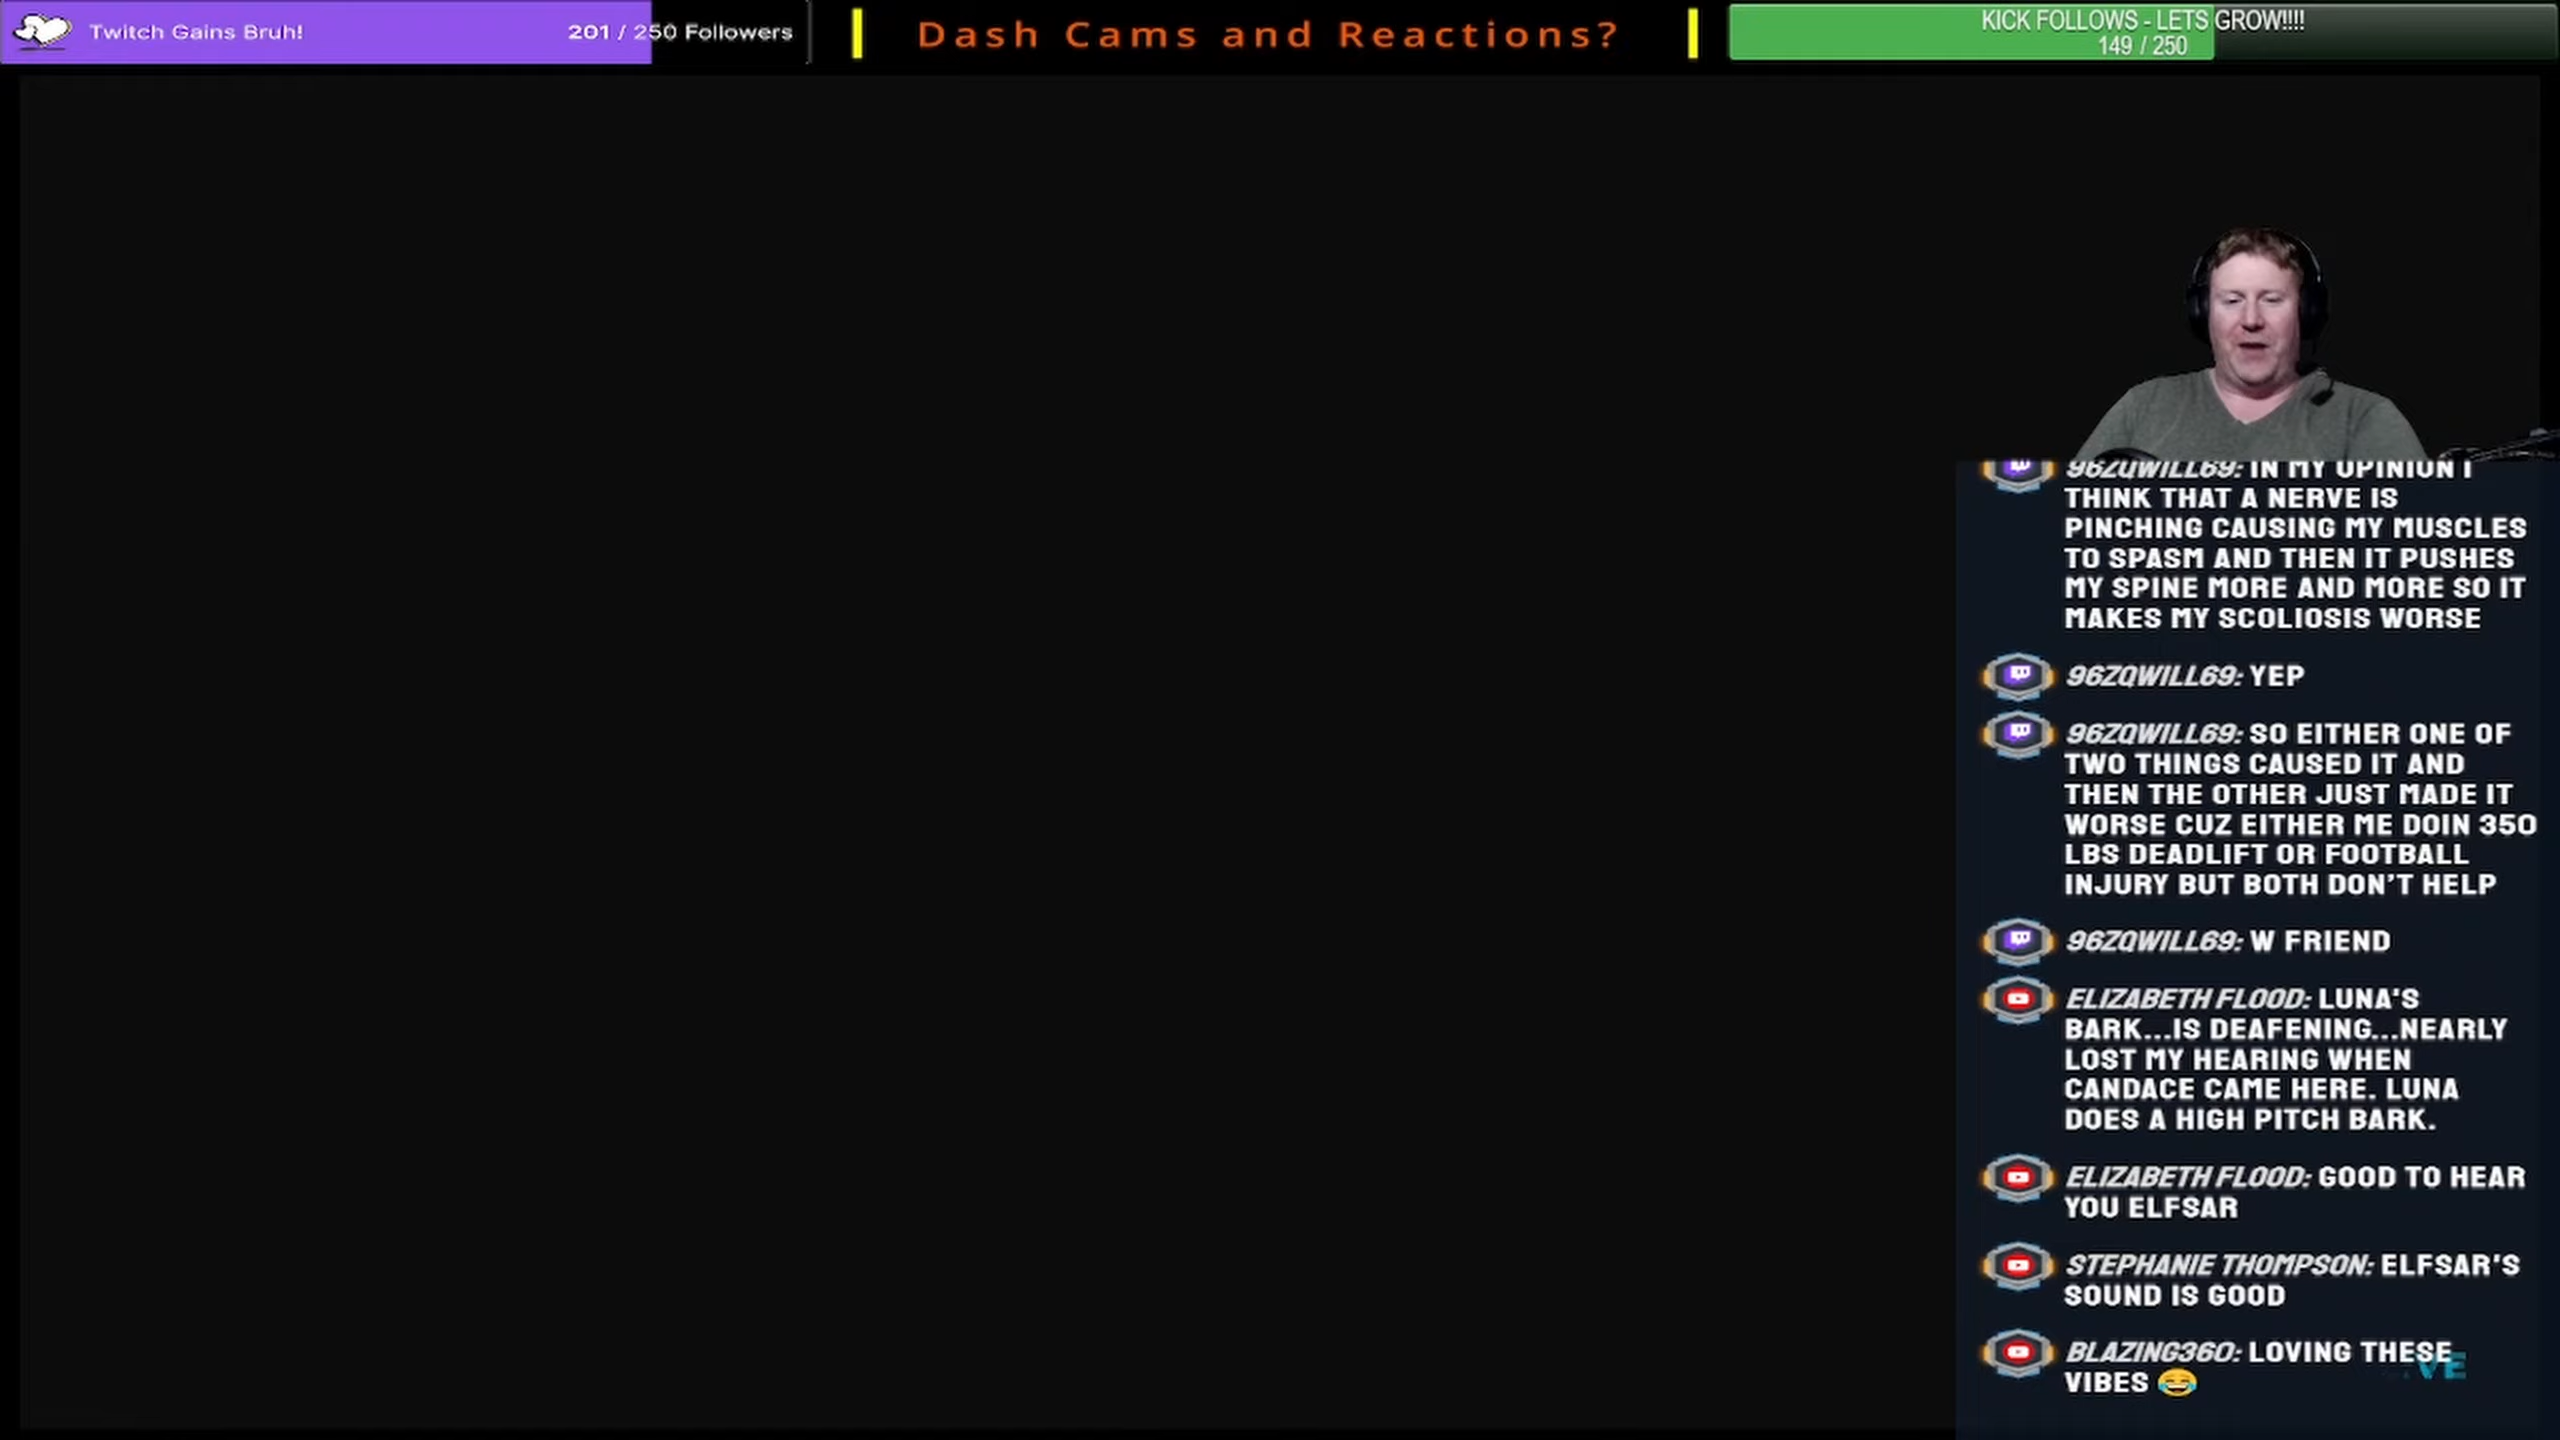 Twitch Gains Bruh!
201 / 250 Followers
Dash Cams and Reactions?
KICK FOLLOWS - LETS GROW!!!!
149 / 250
96ZQWILL69: IN MY OPINION I
THINK THAT A NERVE IS
PINCHING CAUSING MY MUSCLES
TO SPASM AND THEN IT PUSHES
MY SPINE MORE AND MORE SO IT
MAKES MY SCOLIOSIS WORSE
96ZQWILL69: YEP
96ZQWILL69: SO EITHER ONE OF
TWO THINGS CAUSED IT AND
THEN THE OTHER JUST MADE IT
WORSE CUZ EITHER ME DOIN 350
LBS DEADLIFT OR FOOTBALL
INJURY BUT BOTH DON'T HELP
96ZQWILL69: W FRIEND
ELIZABETH FLOOD: LUNA'S
BARK...IS DEAFENING...NEARLY
LOST MY HEARING WHEN
CANDACE CAME HERE. LUNA
DOES A HIGH PITCH BARK.
ELIZABETH FLOOD: GOOD TO HEAR
YOU ELFSAR
STEPHANIE THOMPSON: ELFSAR'S
SOUND IS GOOD
BLAZING360: LOVING THESE
VIBES 😂